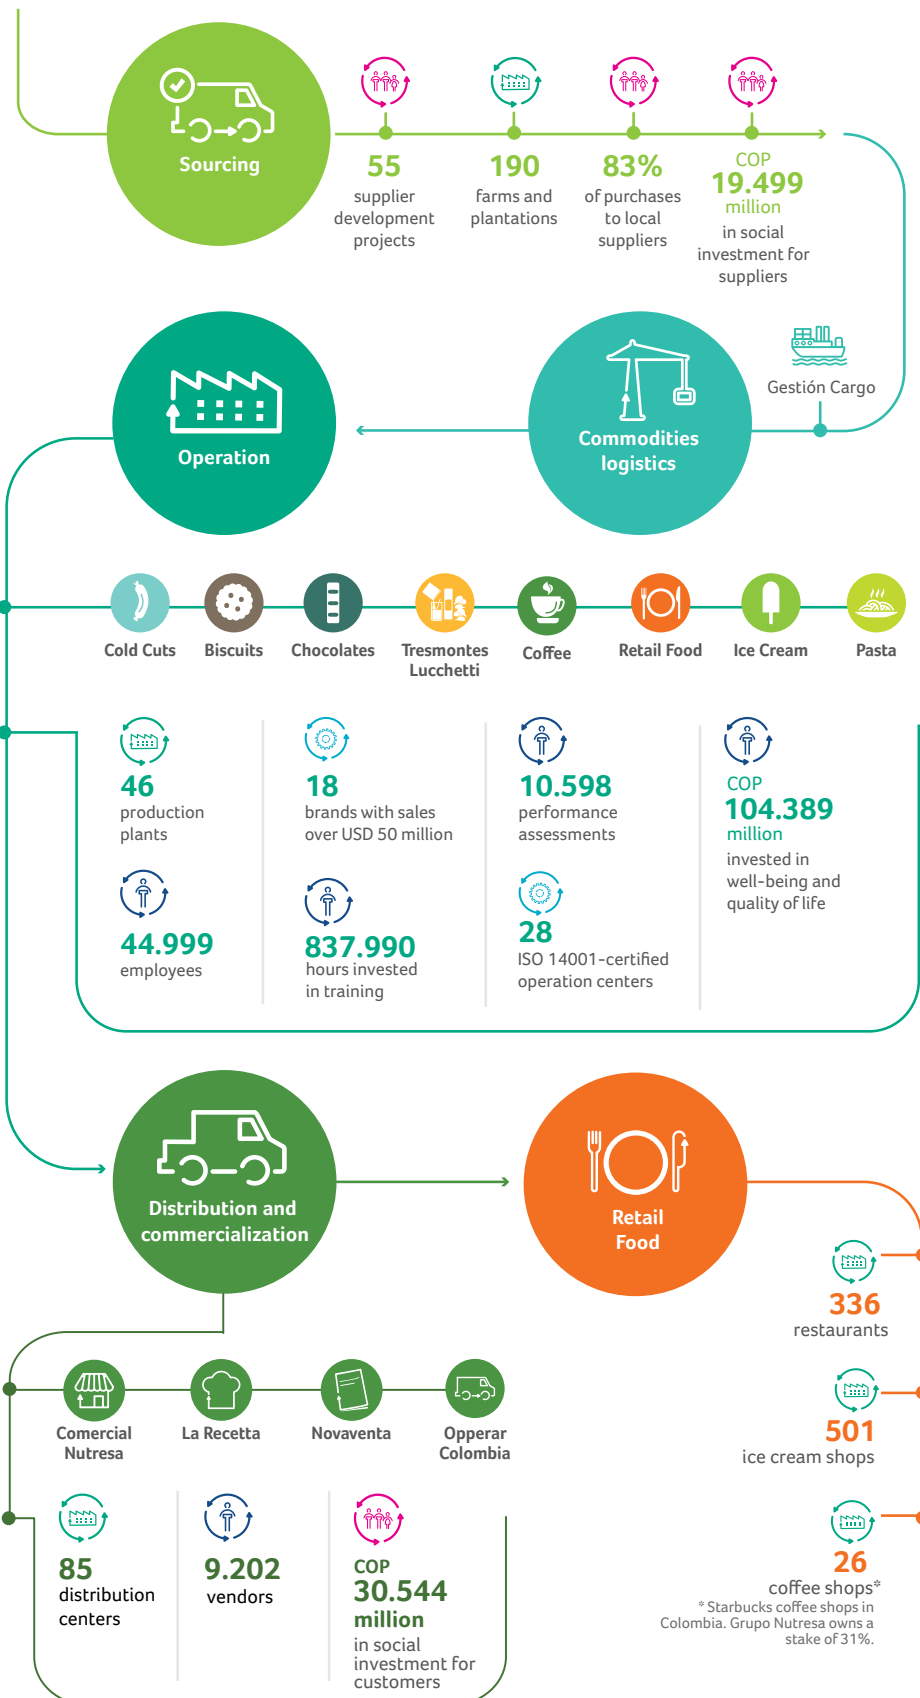 Sourcing
55
supplier
development
projects
190
farms and
plantations
83%
of purchases
to local
suppliers
COP
19.499
million
in social
investment for
suppliers
Gestión Cargo
Commodities
logistics
Operation
Cold Cuts
Biscuits
Chocolates
Tresmontes
Lucchetti
Coffee
Retail Food
Ice Cream
Pasta
46
production
plants
44.999
employees
18
brands with sales
over USD 50 million
837.990
hours invested
in training
10.598
performance
assessments
28
ISO 14001-certified
operation centers
COP
104.389
million
invested in
well-being and
quality of life
Distribution and
commercialization
Retail
Food
336
restaurants
501
ice cream shops
26
coffee shops*
* Starbucks coffee shops in
Colombia. Grupo Nutresa owns a
stake of 31%.
Comercial
Nutresa
La Recetta
Novaventa
Opperar
Colombia
85
distribution
centers
9.202
vendors
COP
30.544
million
in social
investment for
customers